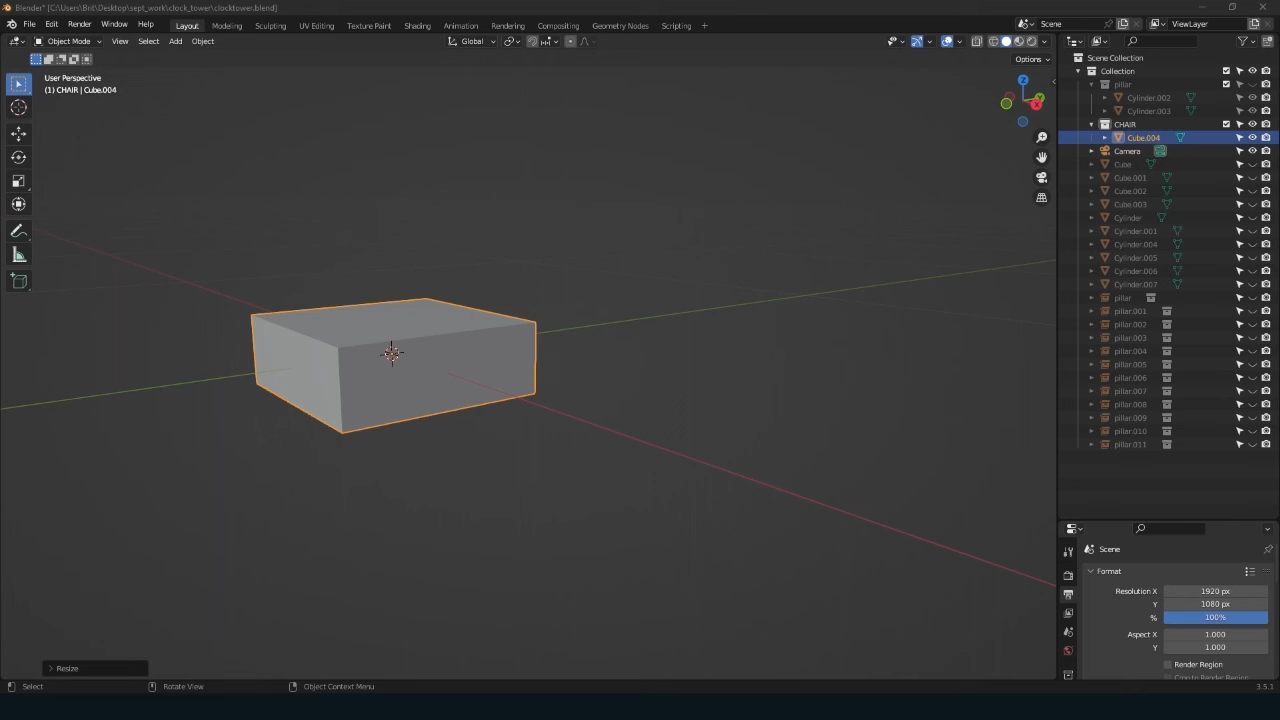 Blender* [C:\Users\Brit\Desktop\sept_work\clock_tower\clocktower.blend]
File Edit Render Window Help Layout Modeling Sculpting UV Editing Texture Paint Shading Animation Rendering Compositing Geometry Nodes Scripting Scene ViewLayer
Object Mode View Select Add Object Global
Options
User Perspective
(1) CHAIR | Cube.004
Z
Y
X
Scene Collection
Collection
pillar
Cylinder.002
Cylinder.003
CHAIR
Cube.004
Camera
Cube
Cube.001
Cube.002
Cube.003
Cylinder
Cylinder.001
Cylinder.004
Cylinder.005
Cylinder.006
Cylinder.007
pillar
pillar.001
pillar.002
pillar.003
pillar.004
pillar.005
pillar.006
pillar.007
pillar.008
pillar.009
pillar.010
pillar.011
Scene
Format
Resolution X 1920 px
Y 1080 px
% 100%
Aspect X 1.000
Y 1.000
Render Region
Crop to Render Region
Resize
Select Rotate View Object Context Menu 3.5.1